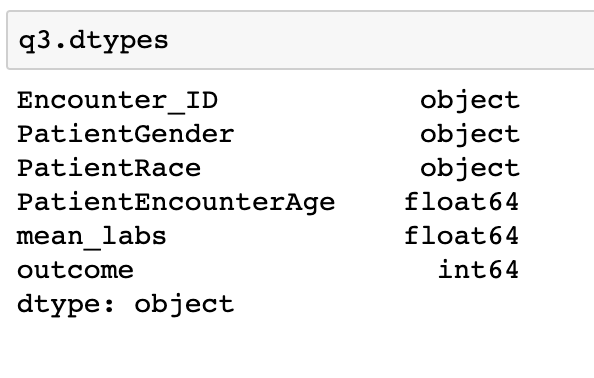 q3.dtypes
Encounter_ID object
PatientGender object
PatientRace object
PatientEncounterAge float64
mean_labs float64
outcome int64
dtype: object